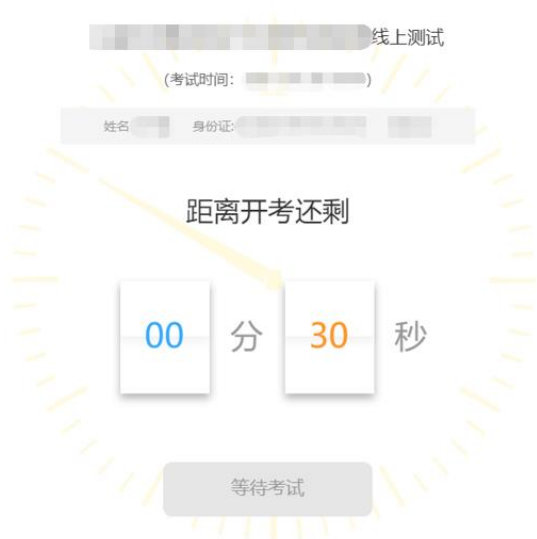 线上测试
(考试时间： )
姓名 身份证:
距离开考还剩
00 分 30 秒
等待考试